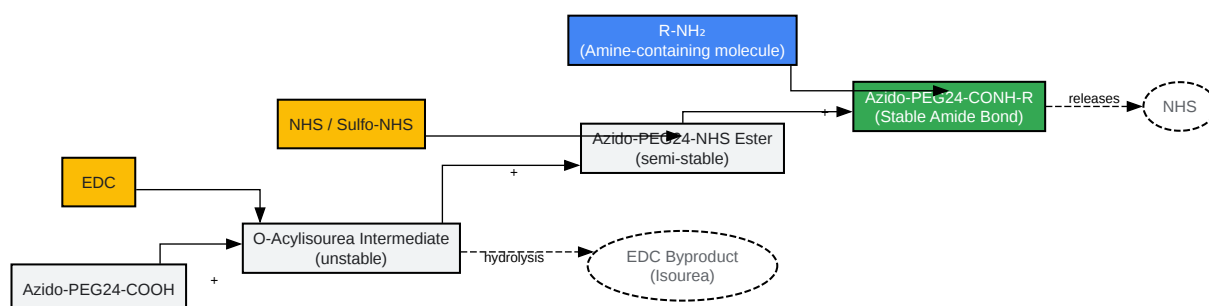 R-NH₂
(Amine-containing molecule)
Azido-PEG24-CONH-R
(Stable Amide Bond)
releases
NHS
NHS / Sulfo-NHS
+
Azido-PEG24-NHS Ester
(semi-stable)
+
EDC
O-Acylisourea Intermediate
(unstable)
hydrolysis
EDC Byproduct
(Isourea)
Azido-PEG24-COOH
+